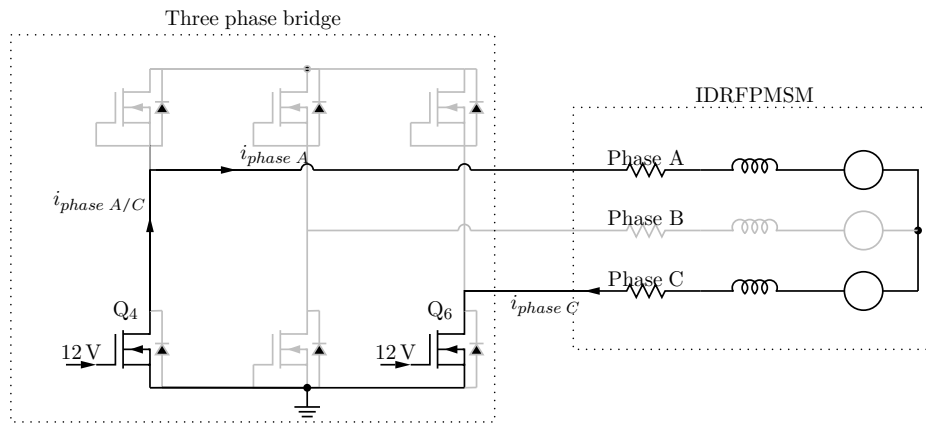 Three phase bridge
IDRFPMSM
i_phase A
Phase A
i_phase A/C
Phase B
Phase C
i_phase C
Q4
Q6
12 V
12 V